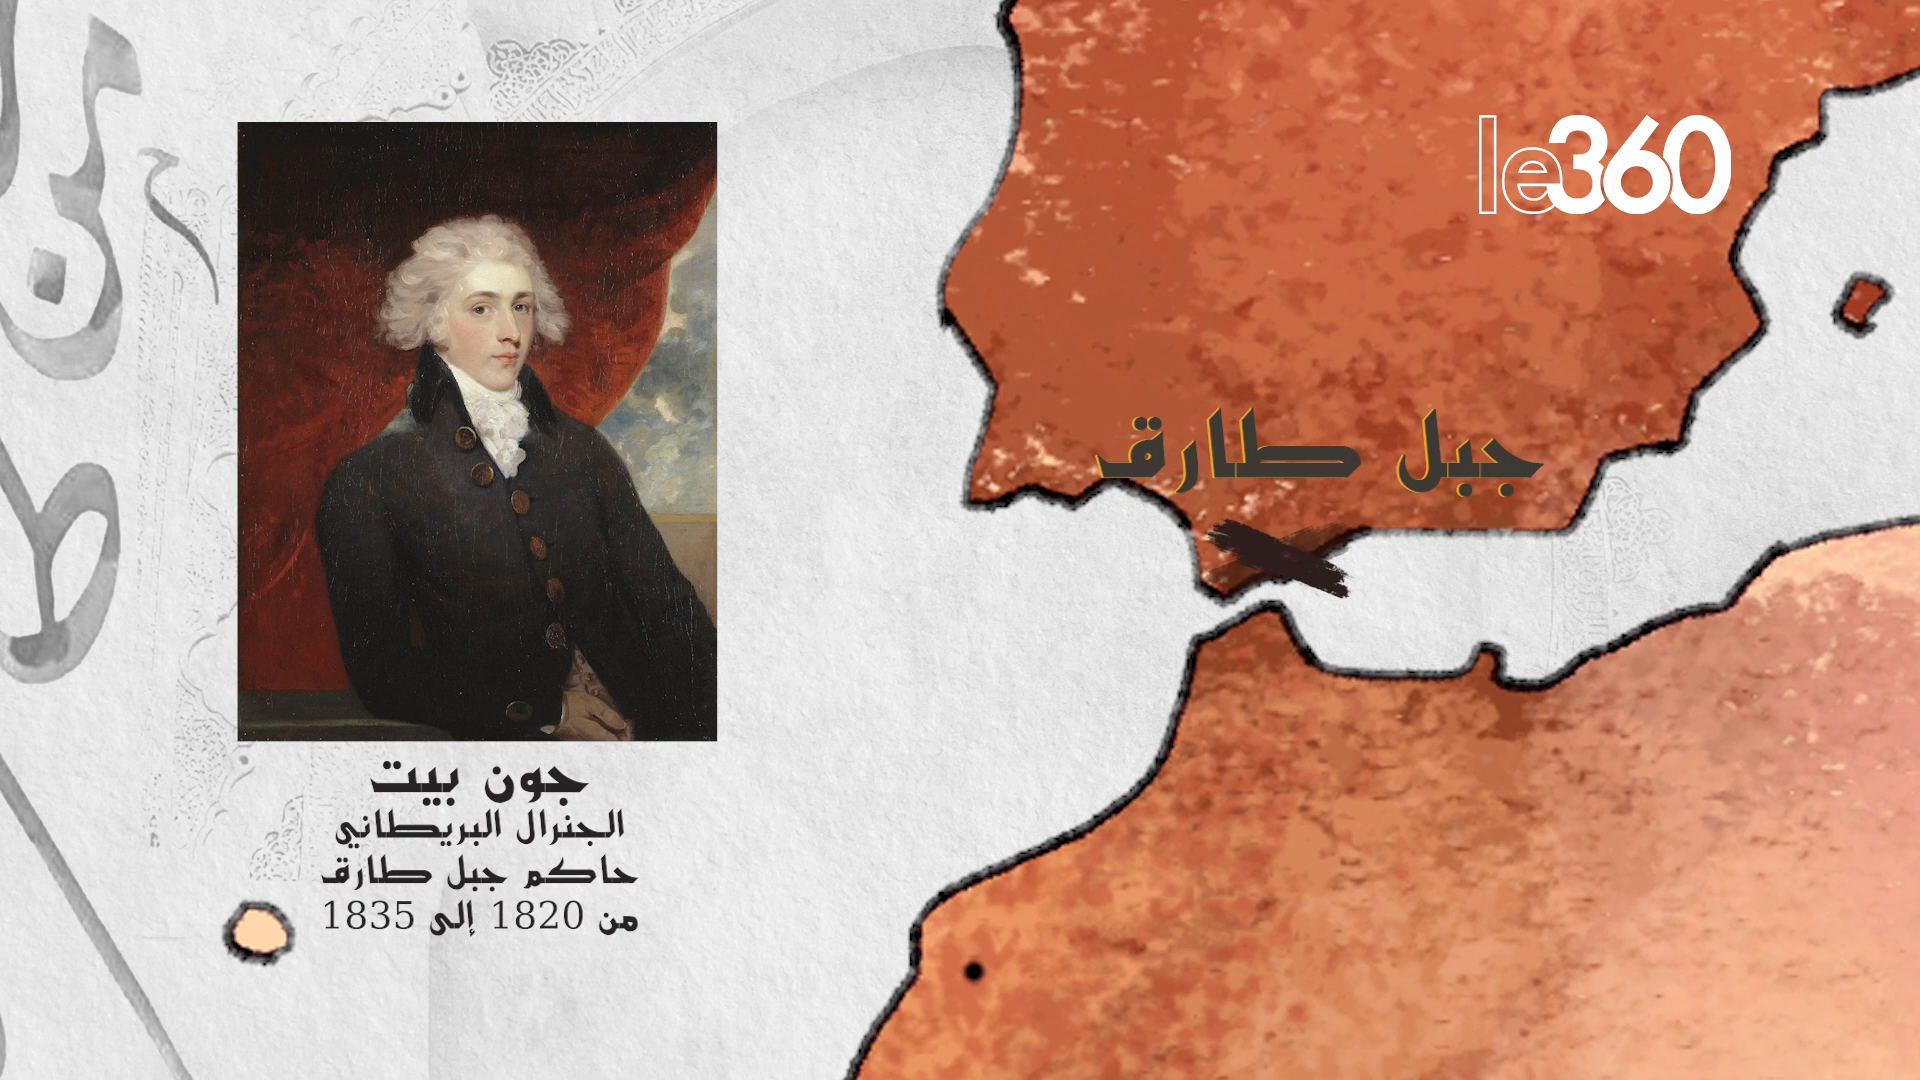 le360
جبل طارق
جون بيت
الجنرال البريطاني
حاكم جبل طارق
من 1820 إلى 1835